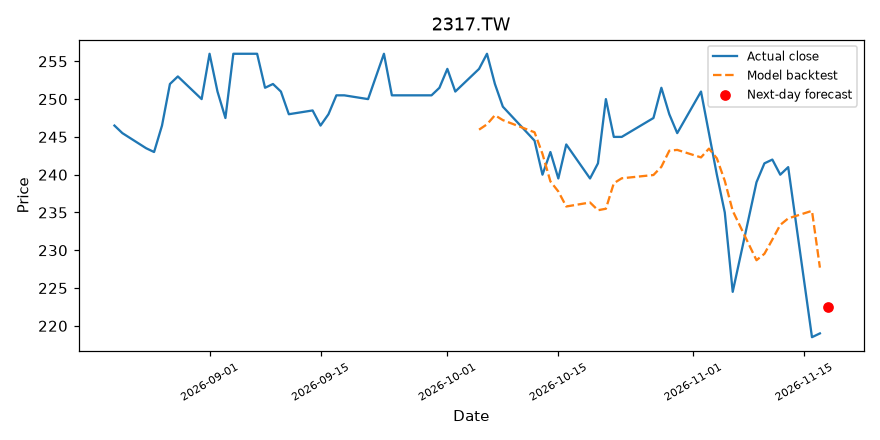 2317.TW
Actual close
Model backtest
Next-day forecast
255
250
245
240
235
230
225
220
Price
2026-09-01
2026-09-15
2026-10-01
2026-10-15
2026-11-01
2026-11-15
Date